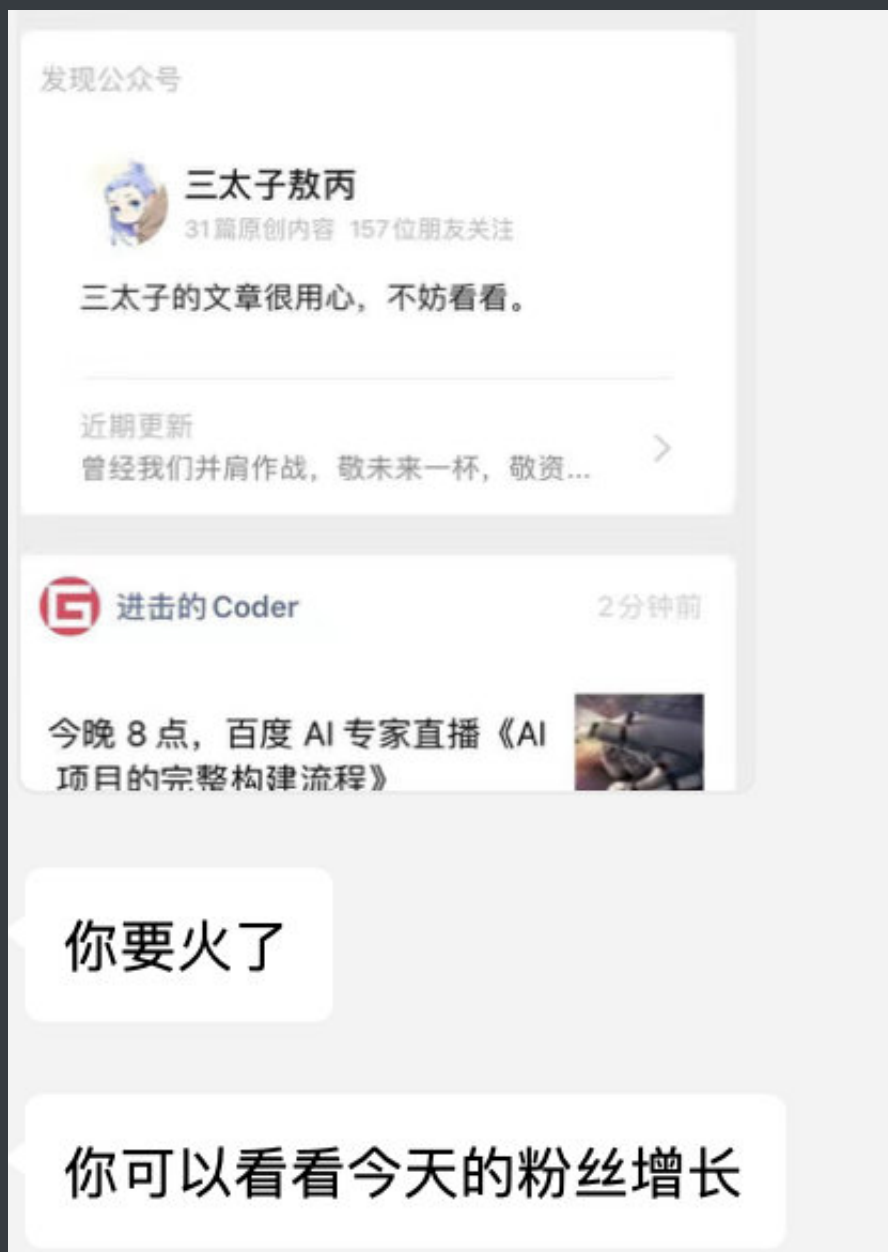 发现公众号
三太子敖丙
31篇原创内容 157位朋友关注
三太子的文章很用心，不妨看看。
近期更新
曾经我们并肩作战，敬未来一杯，敬资...
进击的Coder
2分钟前
今晚 8 点，百度 AI 专家直播《AI
项目的完整构建流程》
你要火了
你可以看看今天的粉丝增长